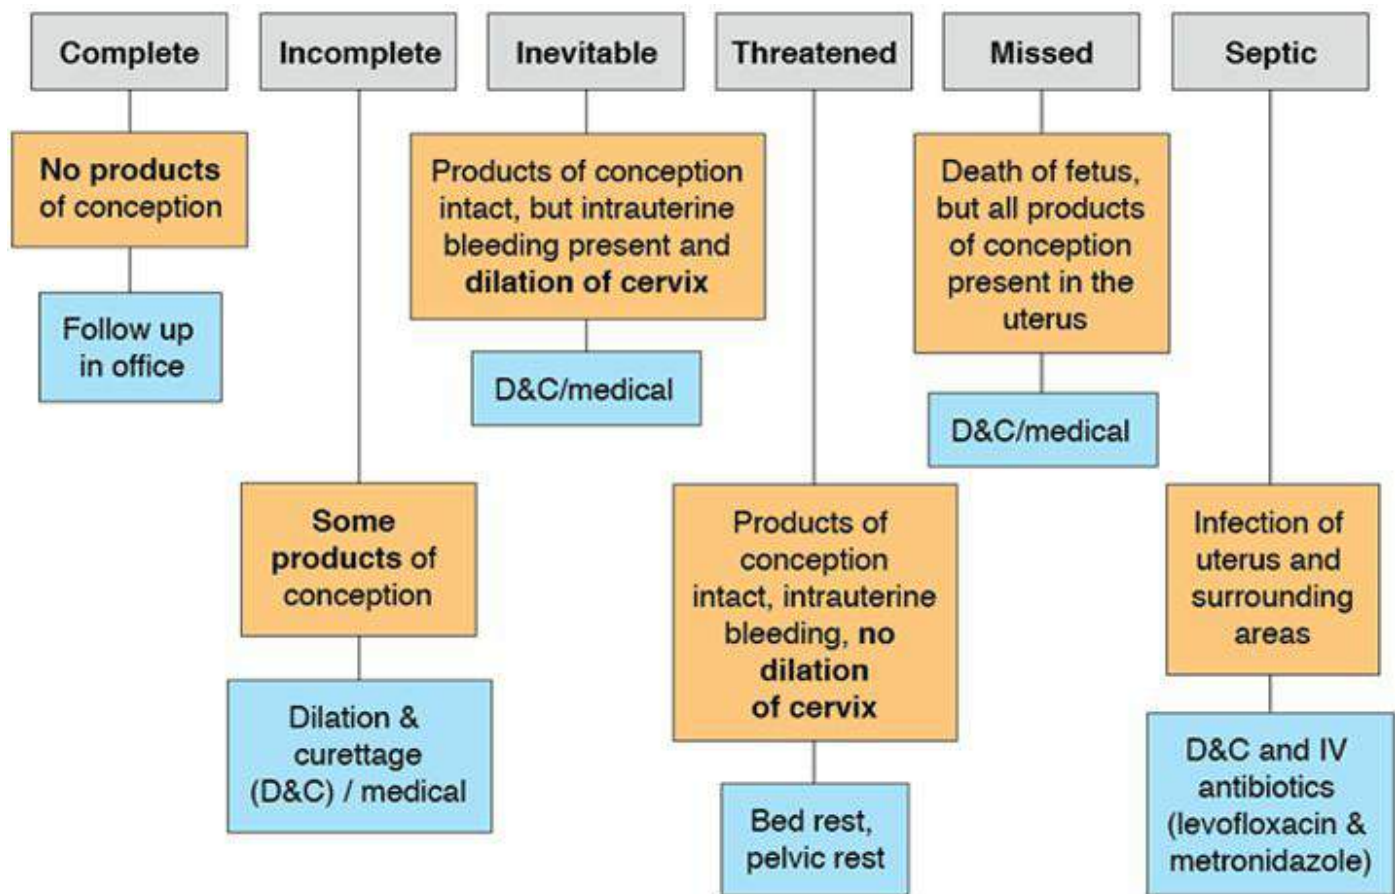 Complete
Incomplete
Inevitable
Threatened
Missed
Septic
No products
of conception
Follow up
in office
Some
products of
conception
Dilation &
curettage
(D&C) / medical
Products of conception
intact, but intrauterine
bleeding present and
dilation of cervix
D&C/medical
Products of
conception
intact, intrauterine
bleeding, no
dilation
of cervix
Bed rest,
pelvic rest
Death of fetus,
but all products
of conception
present in the
uterus
D&C/medical
Infection of
uterus and
surrounding
areas
D&C and IV
antibiotics
(levofloxacin &
metronidazole)